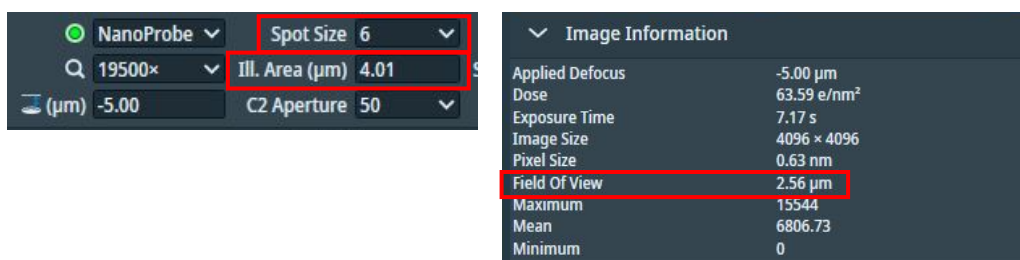 NanoProbe Spot Size 6
19500× Ill. Area (µm) 4.01 S
(µm) -5.00 C2 Aperture 50
Image Information
Applied Defocus -5.00 µm
Dose 63.59 e/nm²
Exposure Time 7.17 s
Image Size 4096 × 4096
Pixel Size 0.63 nm
Field Of View 2.56 µm
Maximum 15544
Mean 6806.73
Minimum 0